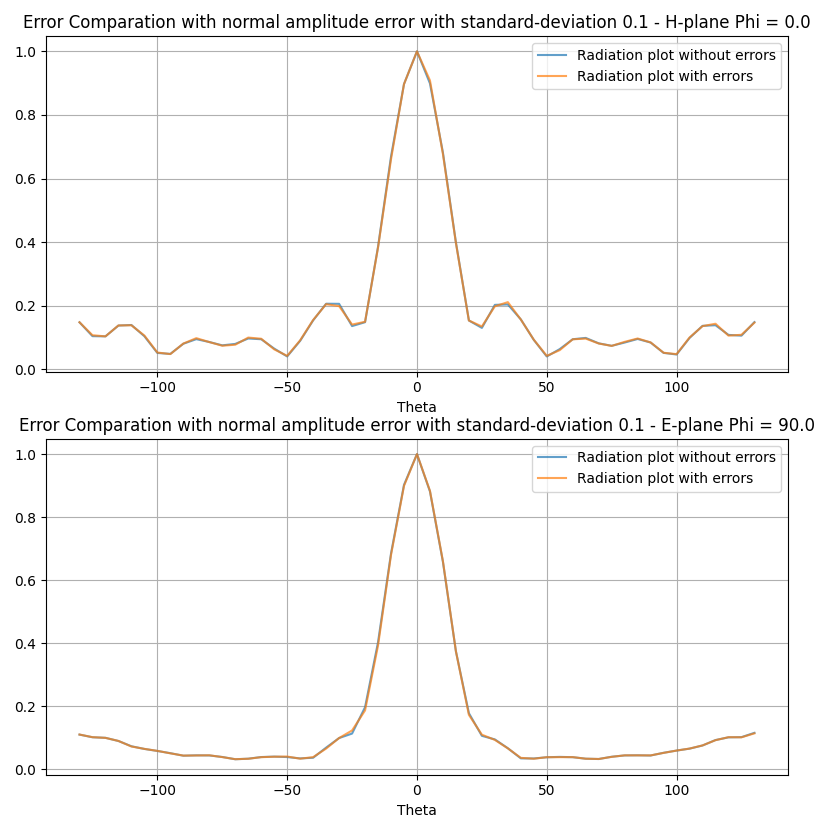 Error Comparation with normal amplitude error with standard-deviation 0.1 - H-plane Phi = 0.0
Radiation plot without errors
Radiation plot with errors
1.0
0.8
0.6
0.4
0.2
0.0
−100 −50 0 50 100
Theta
Error Comparation with normal amplitude error with standard-deviation 0.1 - E-plane Phi = 90.0
Radiation plot without errors
Radiation plot with errors
1.0
0.8
0.6
0.4
0.2
0.0
−100 −50 0 50 100
Theta